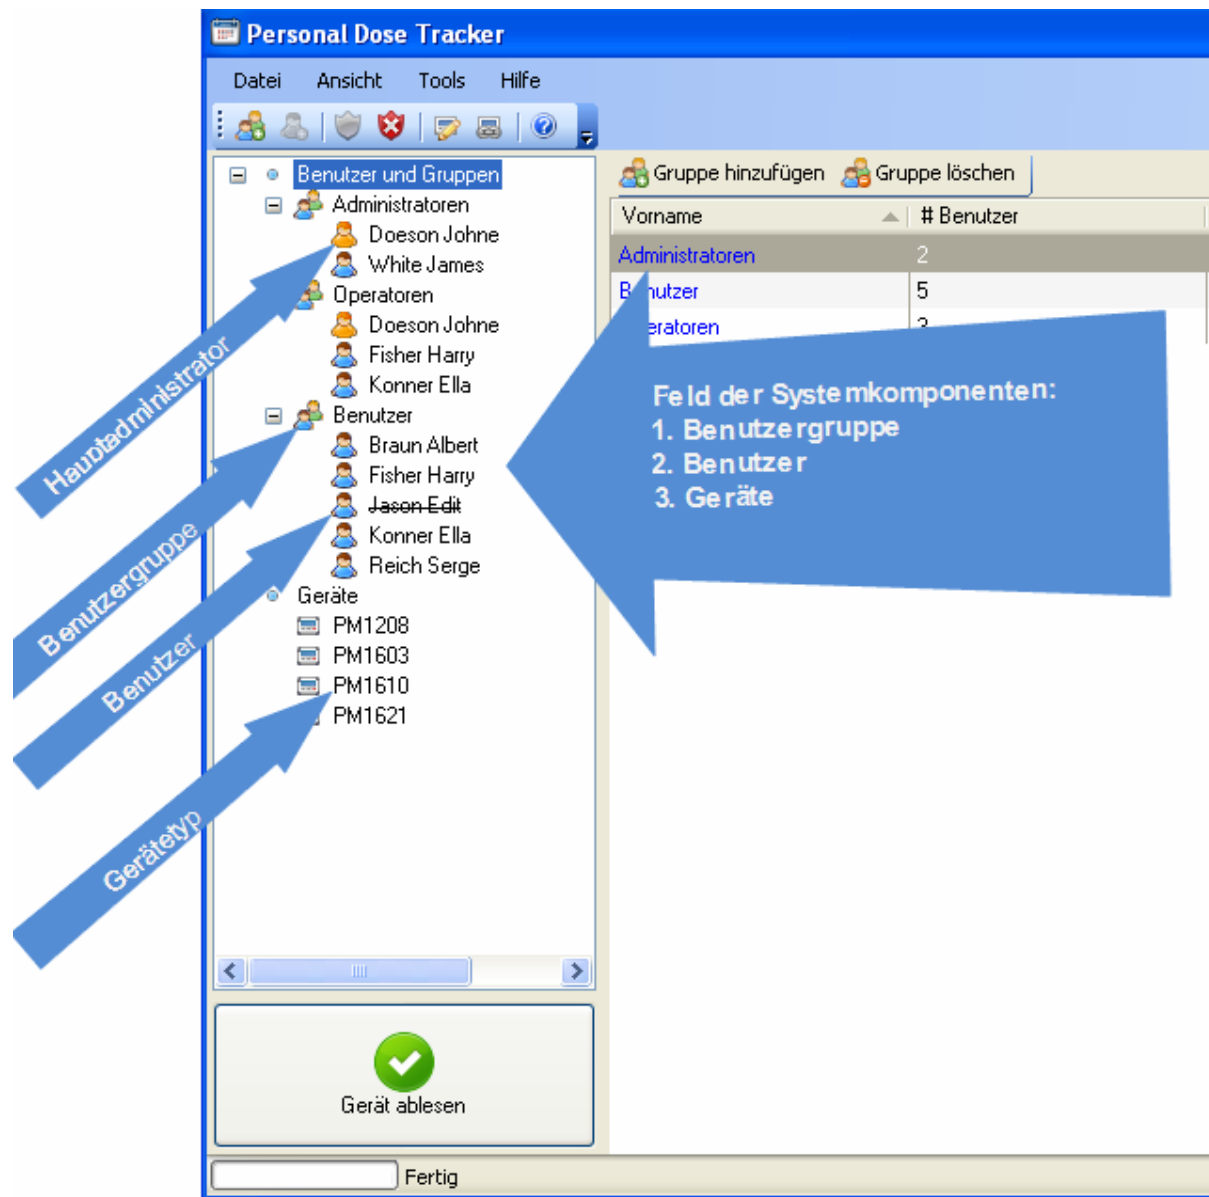 Personal Dose Tracker
Datei Ansicht Tools Hilfe
Benutzer und Gruppen
Administratoren
Doeson Johne
White James
Operatoren
Doeson Johne
Fisher Harry
Konner Ella
Benutzer
Braun Albert
Fisher Harry
Jason Edit
Konner Ella
Reich Serge
Geräte
PM1208
PM1603
PM1610
PM1621
Gerät ablesen
Fertig
Gruppe hinzufügen Gruppe löschen
Vorname # Benutzer
Administratoren 2
Benutzer 5
eratoren 3
Feld der Systemkomponenten:
1. Benutzergruppe
2. Benutzer
3. Geräte
Hauptadministrator
Benutzergruppe
Benutzer
Gerätetyp